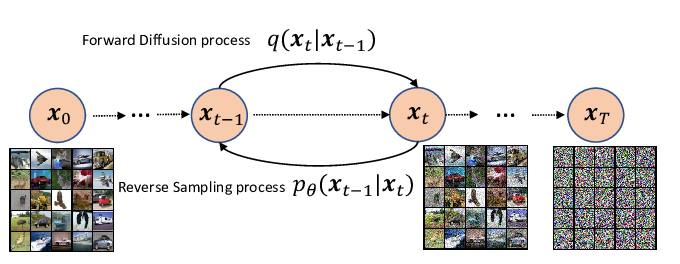 Forward Diffusion process q(x_t|x_{t-1})
x_0 ... x_{t-1} x_t ... x_T
Reverse Sampling process p_θ(x_{t-1}|x_t)